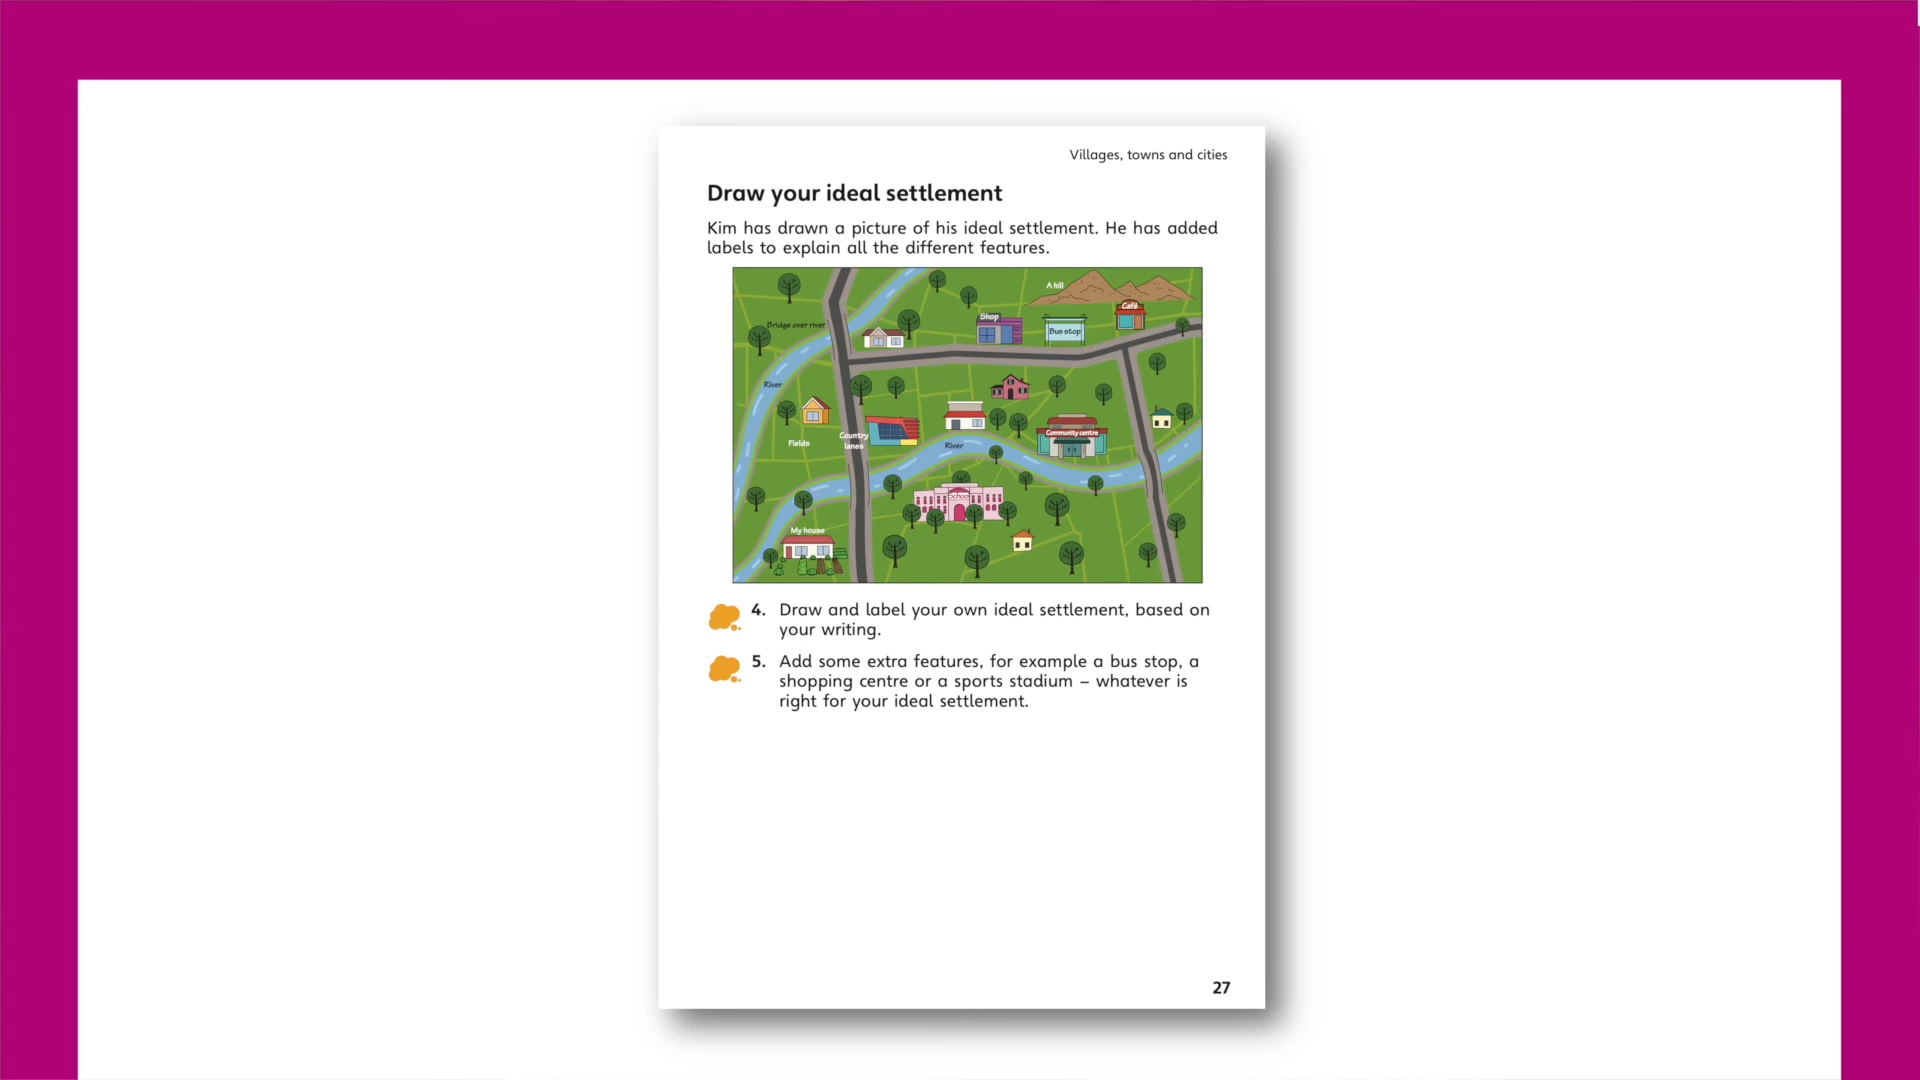 Villages, towns and cities
Draw your ideal settlement
Kim has drawn a picture of his ideal settlement. He has added
labels to explain all the different features.
A hill
Café
Shop
Bridge over river
Bus stop
River
Community centre
Country
lanes
Fields
River
School
My house
4. Draw and label your own ideal settlement, based on
your writing.
5. Add some extra features, for example a bus stop, a
shopping centre or a sports stadium – whatever is
right for your ideal settlement.
27